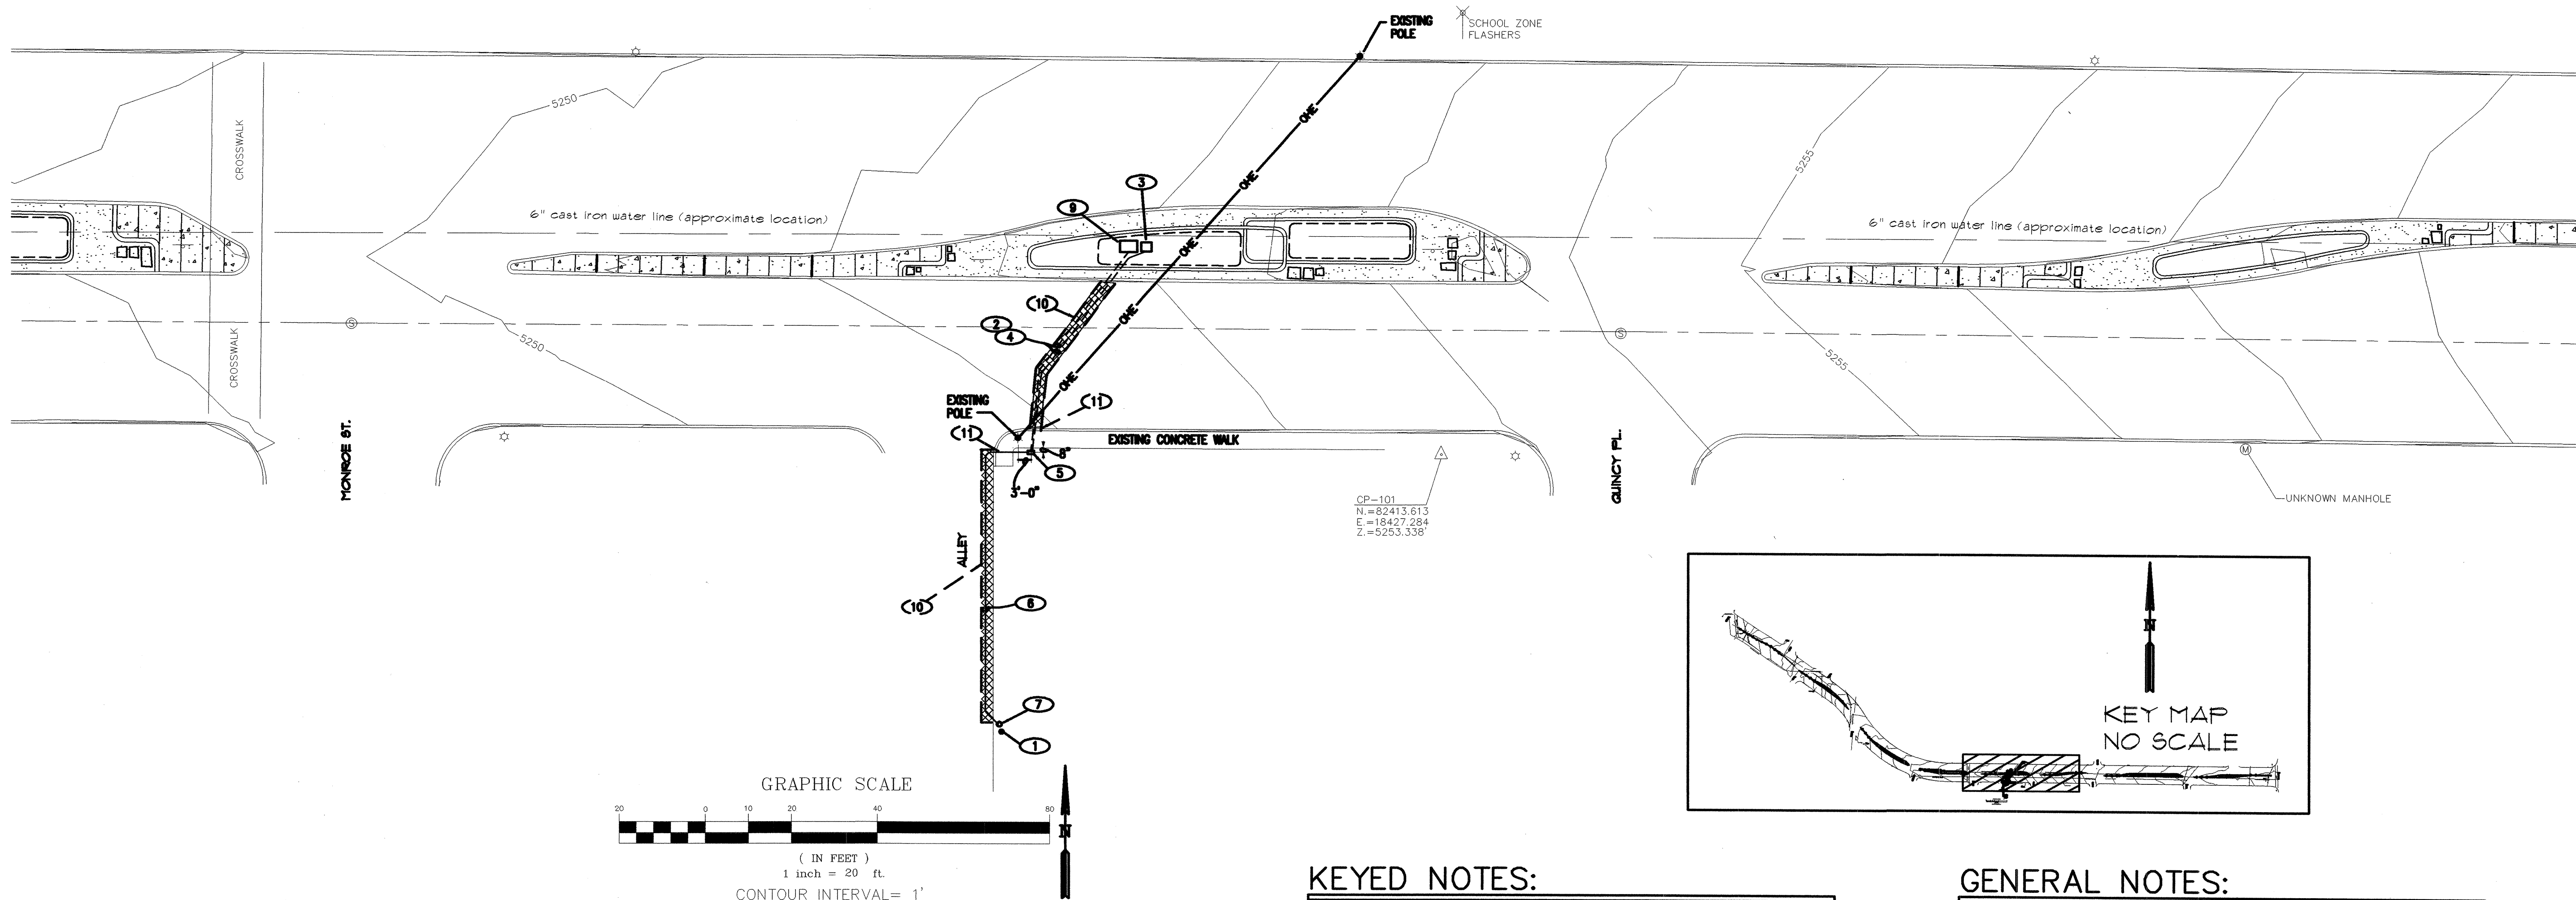 EXISTING
POLE
SCHOOL ZONE
FLASHERS
5250
CROSSWALK
OHE
5255
3
9
OHE
6" cast iron water line (approximate location)
6" cast iron water line (approximate location)
OHE
10
OHE
2
4
S
S
5250
CROSSWALK
5255
OHE
EXISTING
POLE
11
11
EXISTING CONCRETE WALK
8"
5
3'-0"
MONROE ST.
QUINCY PL.
M
UNKNOWN MANHOLE
CP-101
N.=82413.613
E.=18427.284
Z.=5253.338'
ALLEY
10
6
7
1
N
KEY MAP
NO SCALE
GRAPHIC SCALE
20 0 10 20 40 80
N
( IN FEET )
1 inch = 20 ft.
CONTOUR INTERVAL= 1'
KEYED NOTES:
GENERAL NOTES: